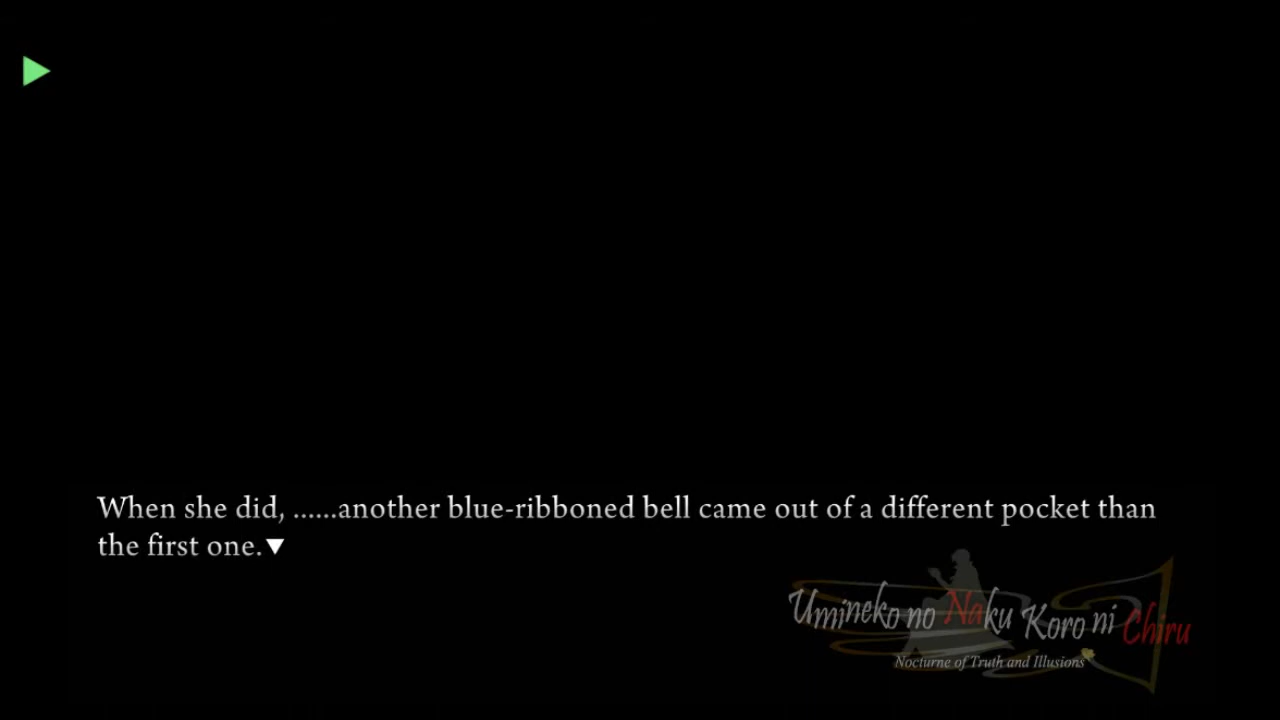 When she did, ......another blue-ribboned bell came out of a different pocket than
the first one.
Umineko no Naku Koro ni Chiru
Nocturne of Truth and Illusions